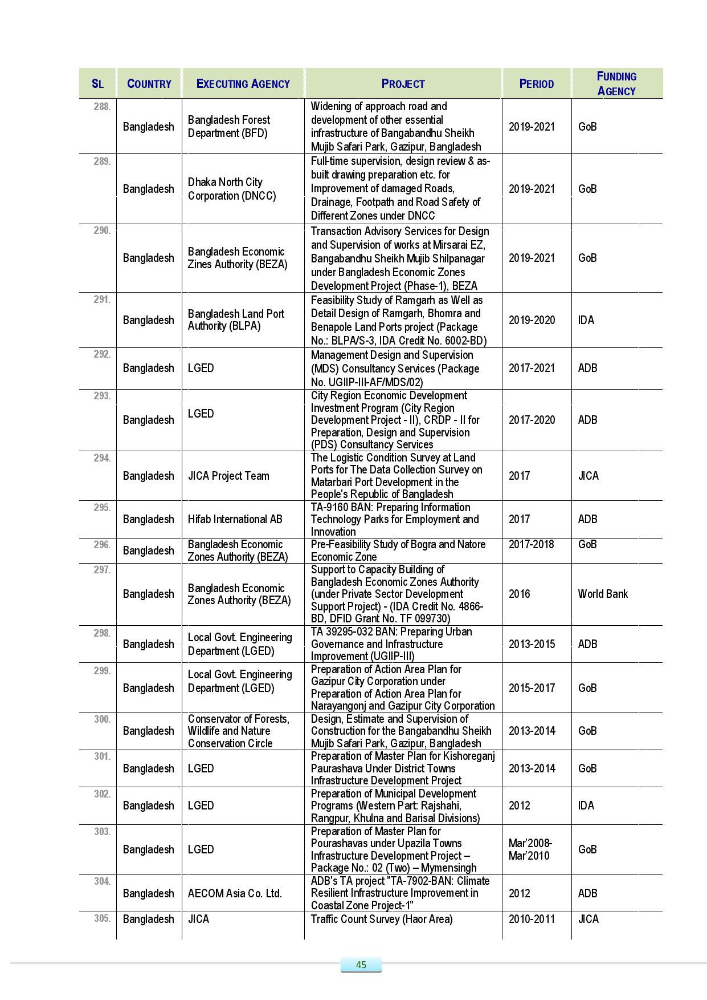 SL COUNTRY EXECUTING AGENCY PROJECT PERIOD FUNDING AGENCY
288.
Bangladesh
Bangladesh Forest
Department (BFD)
Widening of approach road and
development of other essential
infrastructure of Bangabandhu Sheikh
Mujib Safari Park, Gazipur, Bangladesh
2019-2021
GoB
289.
Bangladesh
Dhaka North City
Corporation (DNCC)
Full-time supervision, design review & as-
built drawing preparation etc. for
Improvement of damaged Roads,
Drainage, Footpath and Road Safety of
Different Zones under DNCC
2019-2021
GoB
290.
Bangladesh
Bangladesh Economic
Zines Authority (BEZA)
Transaction Advisory Services for Design
and Supervision of works at Mirsarai EZ,
Bangabandhu Sheikh Mujib Shilpanagar
under Bangladesh Economic Zones
Development Project (Phase-1), BEZA
2019-2021
GoB
291.
Bangladesh
Bangladesh Land Port
Authority (BLPA)
Feasibility Study of Ramgarh as Well as
Detail Design of Ramgarh, Bhomra and
Benapole Land Ports project (Package
No.: BLPA/S-3, IDA Credit No. 6002-BD)
2019-2020
IDA
292.
Bangladesh
LGED
Management Design and Supervision
(MDS) Consultancy Services (Package
No. UGIIP-III-AF/MDS/02)
2017-2021
ADB
293.
Bangladesh
LGED
City Region Economic Development
Investment Program (City Region
Development Project - II), CRDP - II for
Preparation, Design and Supervision
(PDS) Consultancy Services
2017-2020
ADB
294.
Bangladesh
JICA Project Team
The Logistic Condition Survey at Land
Ports for The Data Collection Survey on
Matarbari Port Development in the
People's Republic of Bangladesh
2017
JICA
295.
Bangladesh
Hifab International AB
TA-9160 BAN: Preparing Information
Technology Parks for Employment and
Innovation
2017
ADB
296.
Bangladesh
Bangladesh Economic
Zones Authority (BEZA)
Pre-Feasibility Study of Bogra and Natore
Economic Zone
2017-2018
GoB
297.
Bangladesh
Bangladesh Economic
Zones Authority (BEZA)
Support to Capacity Building of
Bangladesh Economic Zones Authority
(under Private Sector Development
Support Project) - (IDA Credit No. 4866-
BD, DFID Grant No. TF 099730)
2016
World Bank
298.
Bangladesh
Local Govt. Engineering
Department (LGED)
TA 39295-032 BAN: Preparing Urban
Governance and Infrastructure
Improvement (UGIIP-III)
2013-2015
ADB
299.
Bangladesh
Local Govt. Engineering
Department (LGED)
Preparation of Action Area Plan for
Gazipur City Corporation under
Preparation of Action Area Plan for
Narayangonj and Gazipur City Corporation
2015-2017
GoB
300.
Bangladesh
Conservator of Forests,
Wildlife and Nature
Conservation Circle
Design, Estimate and Supervision of
Construction for the Bangabandhu Sheikh
Mujib Safari Park, Gazipur, Bangladesh
2013-2014
GoB
301.
Bangladesh
LGED
Preparation of Master Plan for Kishoreganj
Paurashava Under District Towns
Infrastructure Development Project
2013-2014
GoB
302.
Bangladesh
LGED
Preparation of Municipal Development
Programs (Western Part: Rajshahi,
Rangpur, Khulna and Barisal Divisions)
2012
IDA
303.
Bangladesh
LGED
Preparation of Master Plan for
Pourashavas under Upazila Towns
Infrastructure Development Project –
Package No.: 02 (Two) – Mymensingh
Mar’2008-
Mar’2010
GoB
304.
Bangladesh
AECOM Asia Co. Ltd.
ADB's TA project "TA-7902-BAN: Climate
Resilient Infrastructure Improvement in
Coastal Zone Project-1"
2012
ADB
305.
Bangladesh
JICA
Traffic Count Survey (Haor Area)
2010-2011
JICA
45